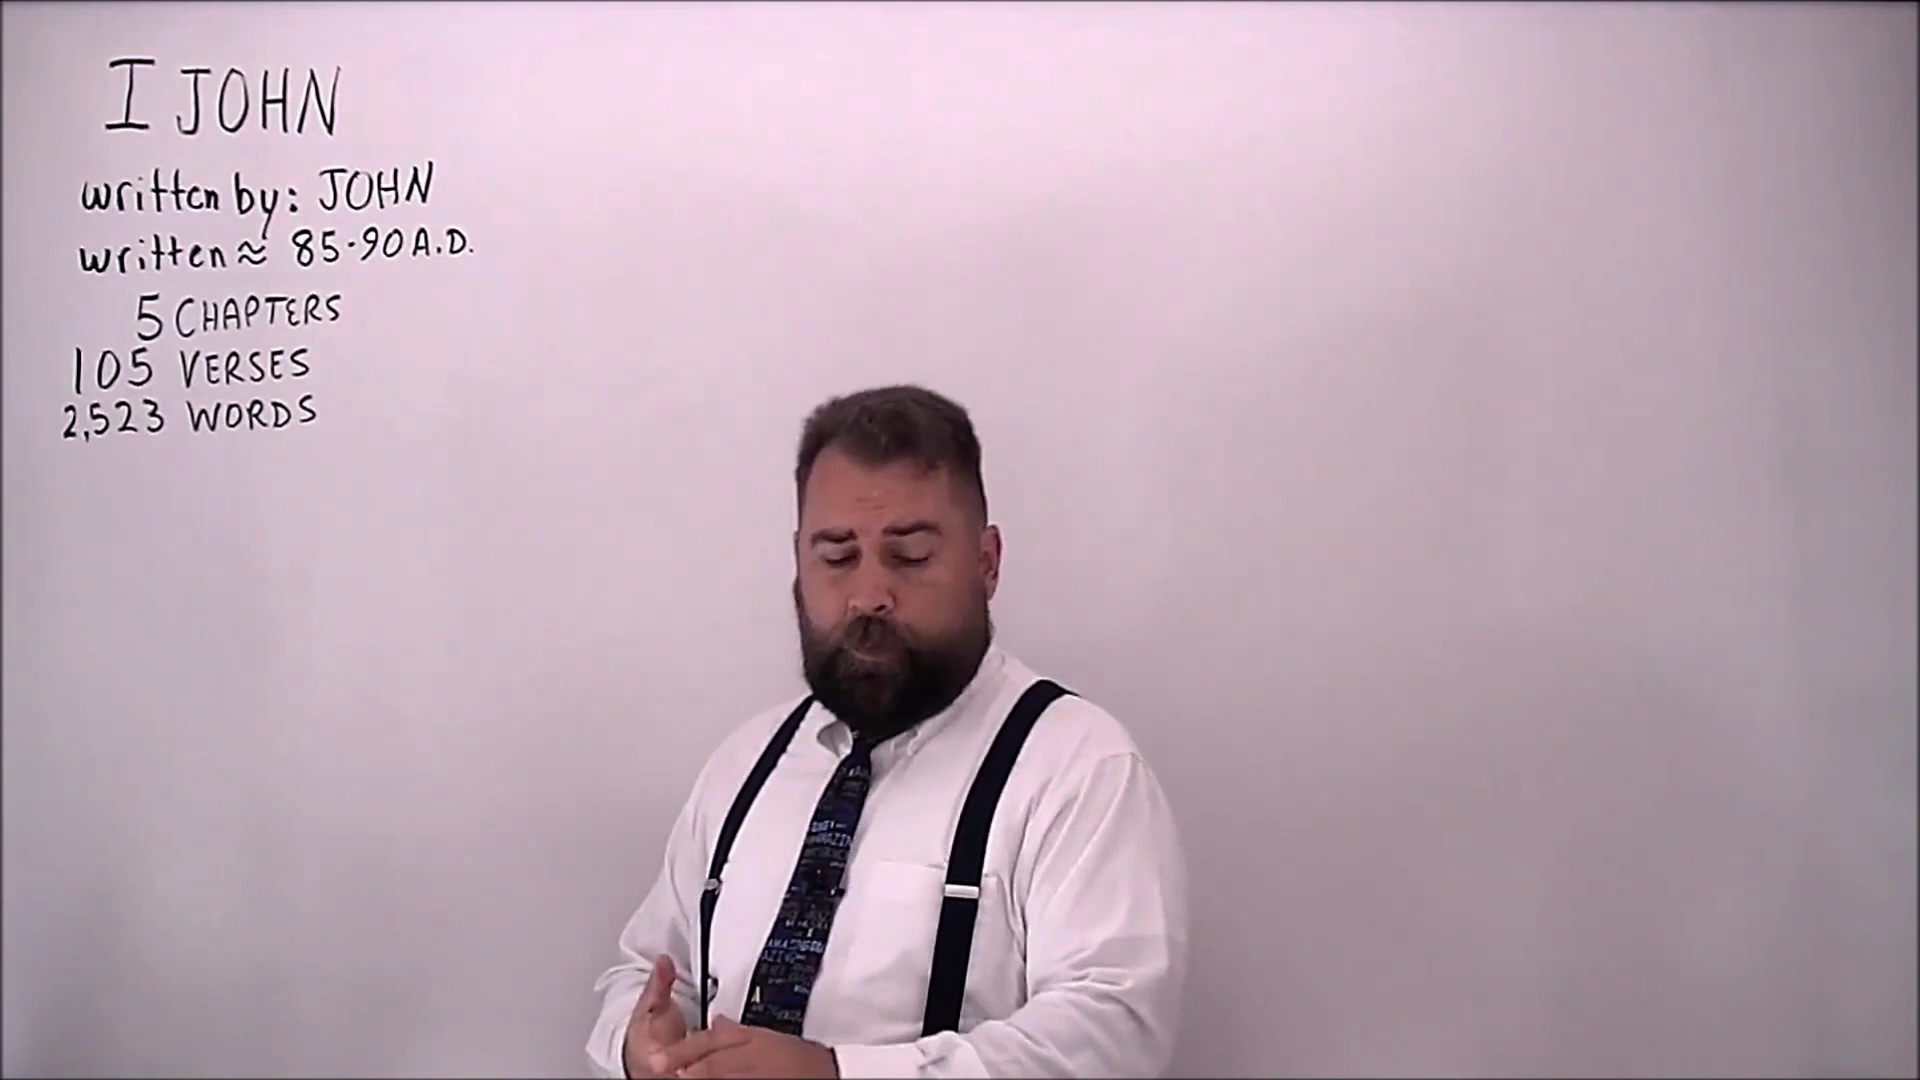 I JOHN
written by: JOHN
written ≈ 85-90 A.D.
5 CHAPTERS
105 VERSES
2,523 WORDS